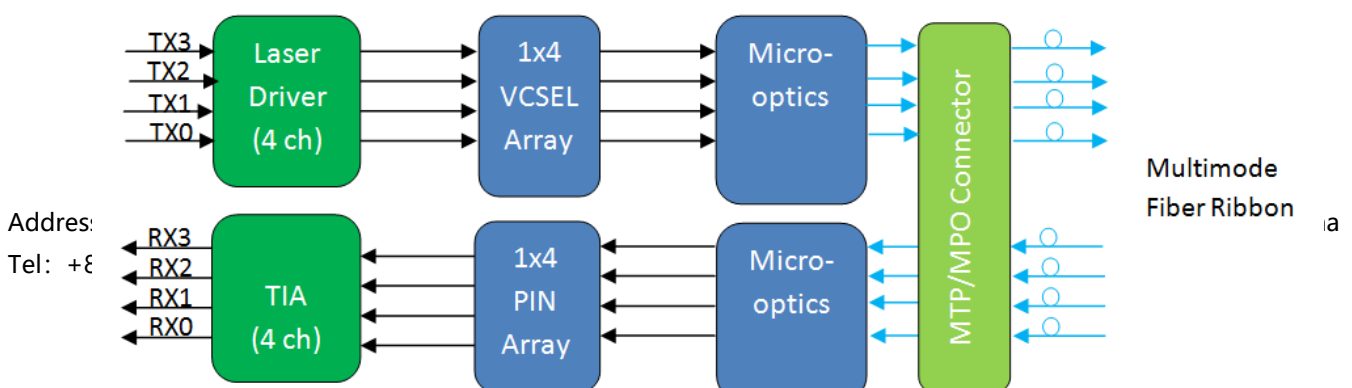 TX3
TX2
TX1
TX0
Laser
Driver
(4 ch)
1x4
VCSEL
Array
Micro-
optics
MTP/MPO Connector
Multimode
Fiber Ribbon
Address
Tel: +8
RX3
RX2
RX1
RX0
TIA
(4 ch)
1x4
PIN
Array
Micro-
optics